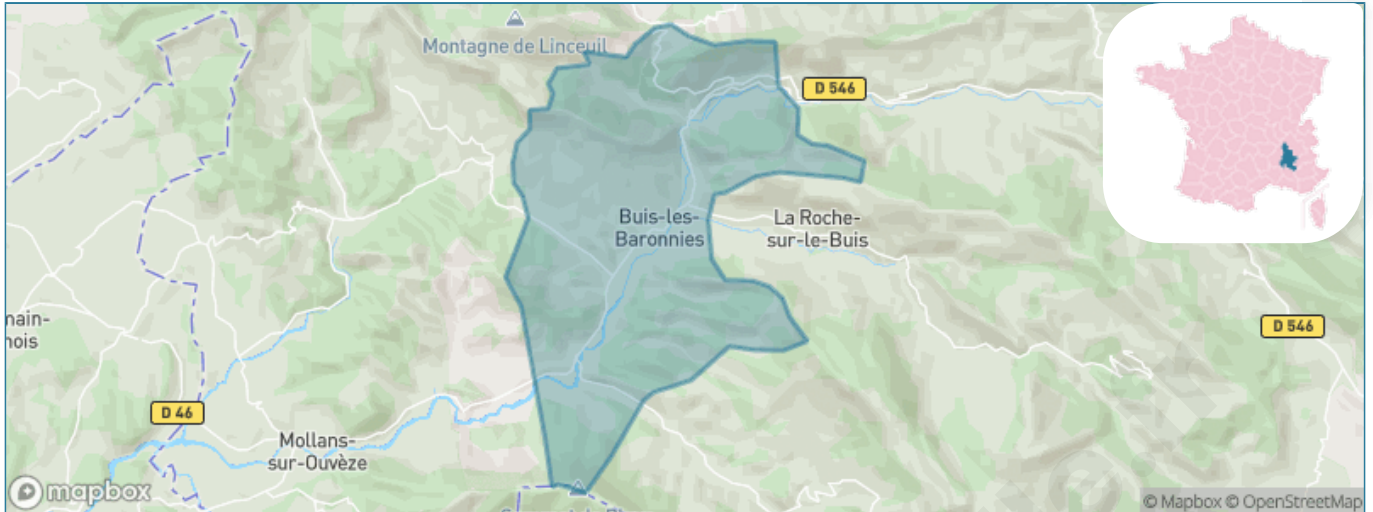 Montagne de Linceuil
D 546
Buis-les-
Baronnies
La Roche-
sur-le-Buis
D 546
D 46
Mollans-
sur-Ouvèze
mapbox
© Mapbox © OpenStreetMap